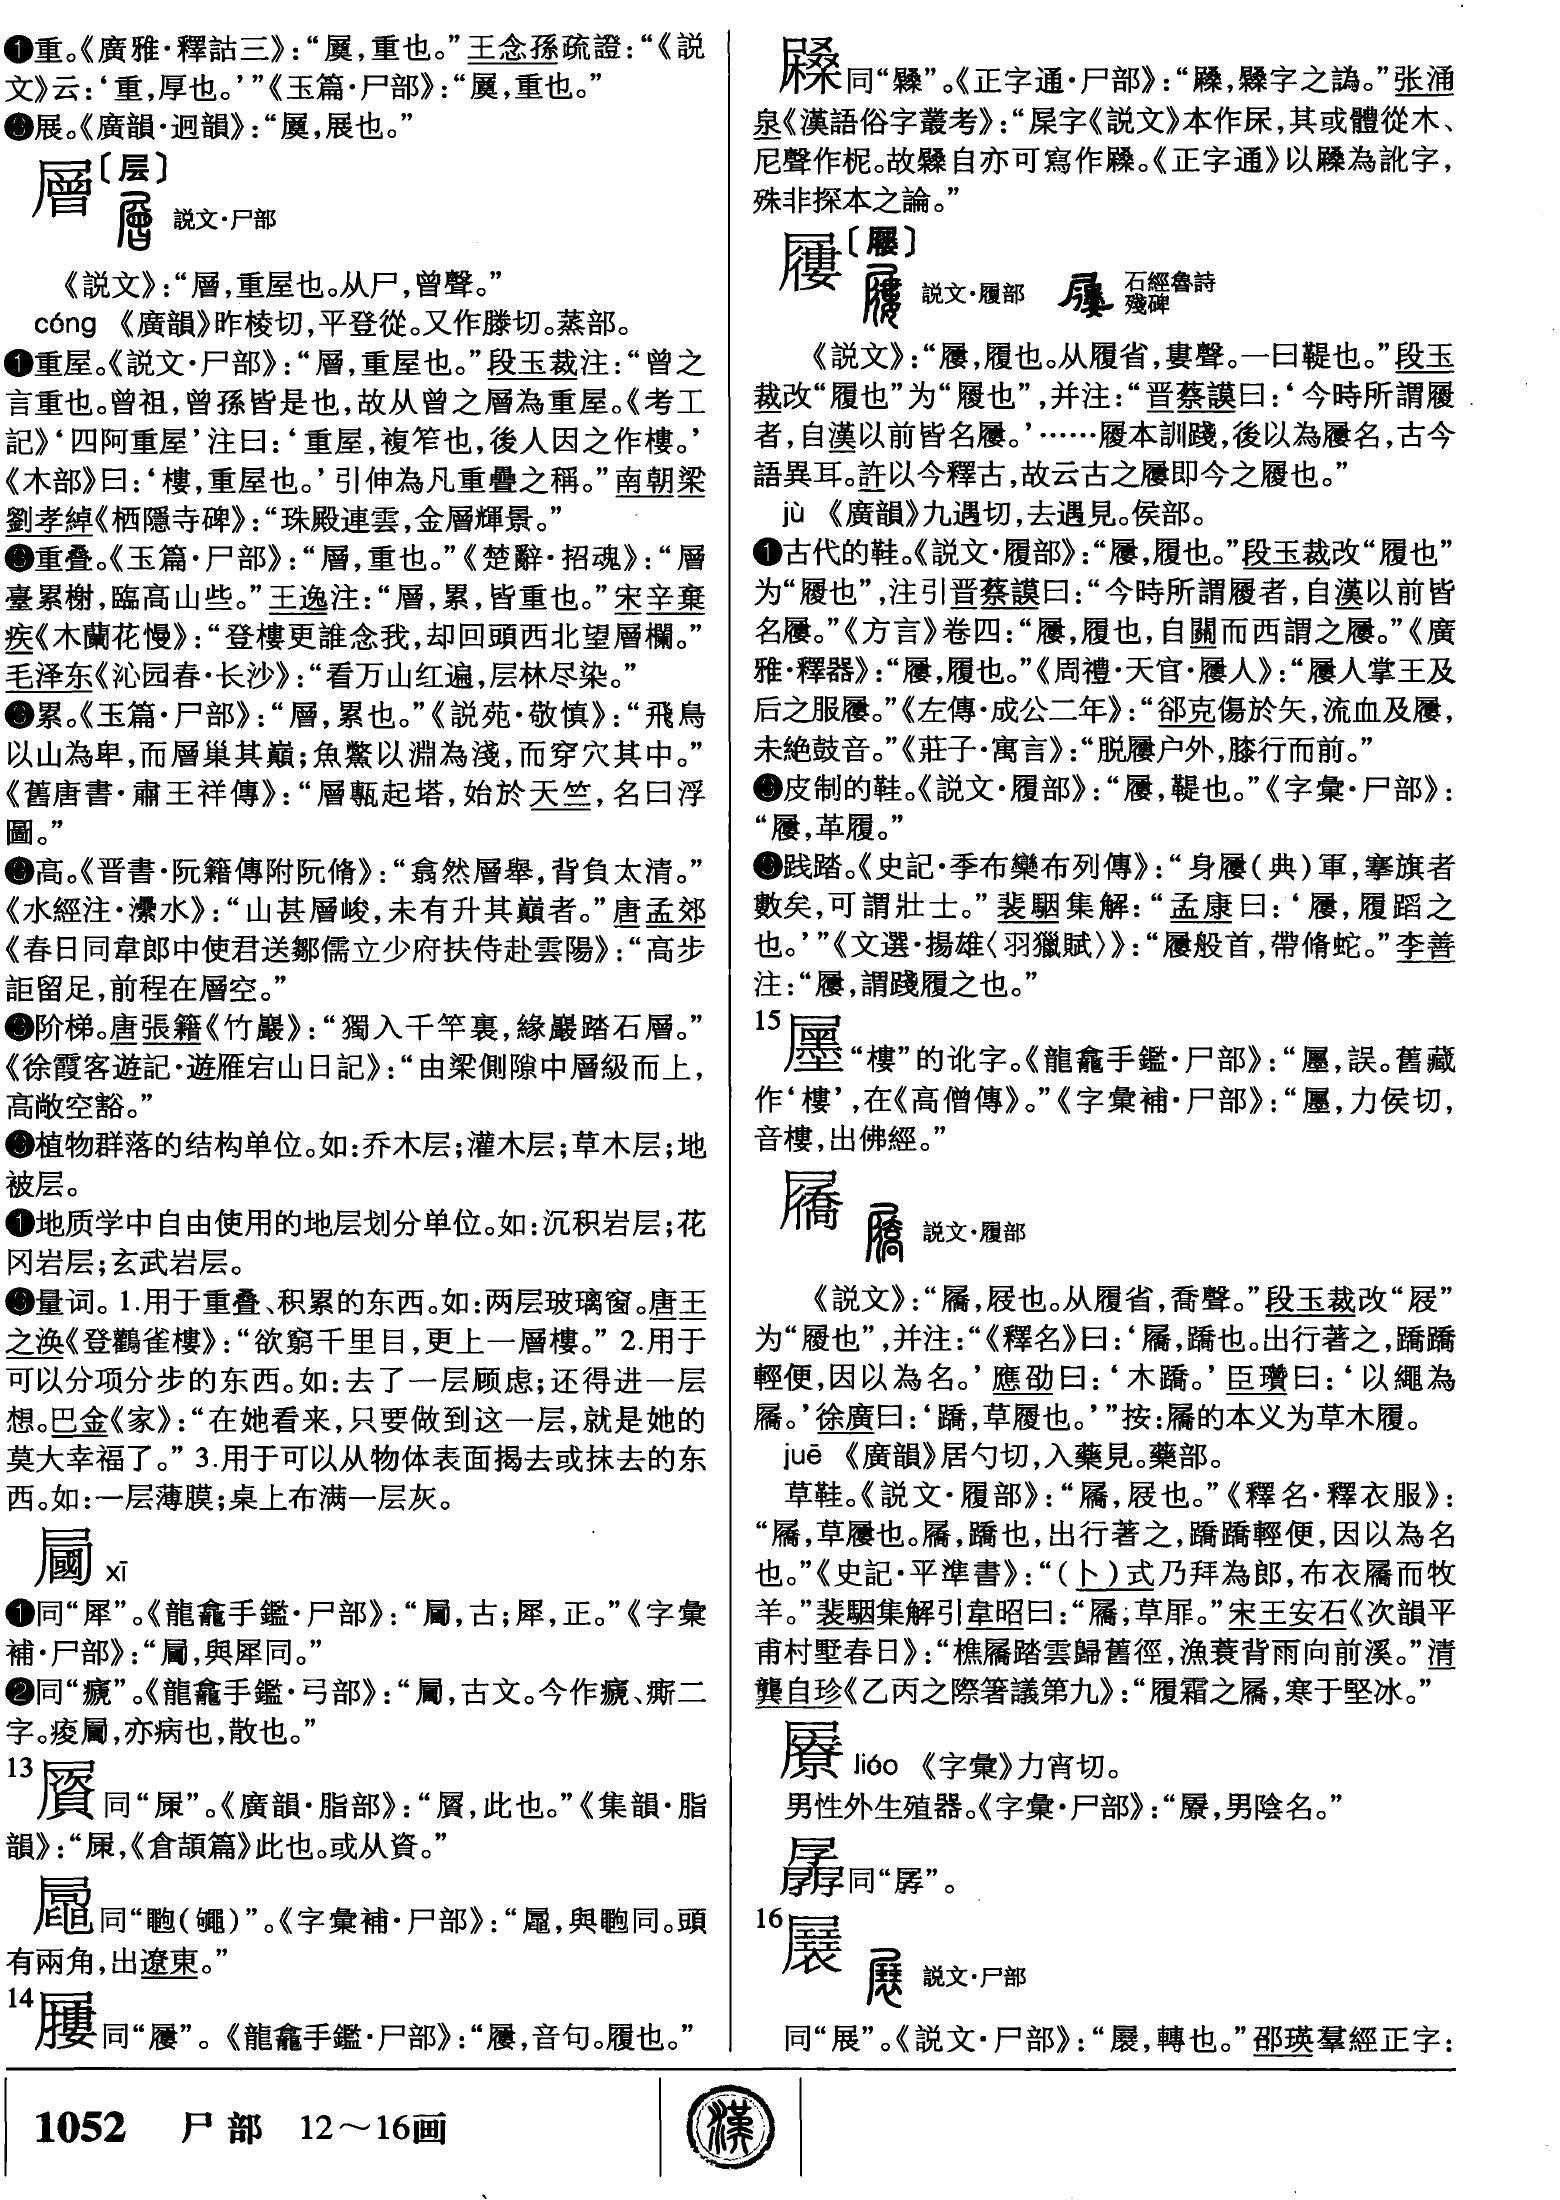 ❶重。《廣雅·釋詁三》：“㞟，重也。”王念孫疏證：“《説
文》云：‘重，厚也。’”《玉篇·尸部》：“㞟，重也。”
展。《廣韻·迥韻》：“㞟，展也。”
層〔层〕
説文·尸部
《説文》：“層，重屋也。从尸，曾聲。”
cóng 《廣韻》昨棱切，平登從。又作滕切。蒸部。
❶重屋。《説文·尸部》：“層，重屋也。”段玉裁注：“曾之
言重也。曾祖，曾孫皆是也，故从曾之層為重屋。《考工
記》‘四阿重屋’注曰：‘重屋，複笮也，後人因之作樓。’
《木部》曰：‘樓，重屋也。’引伸為凡重疊之稱。”南朝梁
劉孝綽《栖隱寺碑》：“珠殿連雲，金層輝景。”
重叠。《玉篇·尸部》：“層，重也。”《楚辭·招魂》：“層
臺累榭，臨高山些。”王逸注：“層，累，皆重也。”宋辛棄
疾《木蘭花慢》：“登樓更誰念我，却回頭西北望層欄。”
毛泽东《沁园春·长沙》：“看万山红遍，层林尽染。”
累。《玉篇·尸部》：“層，累也。”《説苑·敬慎》：“飛鳥
以山為卑，而層巢其巔；魚鱉以淵為淺，而穿穴其中。”
《舊唐書·肅王祥傳》：“層甎起塔，始於天竺，名曰浮
圖。”
高。《晋書·阮籍傳附阮脩》：“翕然層舉，背負太清。”
《水經注·灅水》：“山甚層峻，未有升其巔者。”唐孟郊
《春日同韋郎中使君送鄒儒立少府扶侍赴雲陽》：“高步
詎留足，前程在層空。”
阶梯。唐張籍《竹巖》：“獨入千竿裏，緣巖踏石層。”
《徐霞客遊記·遊雁宕山日記》：“由梁側隙中層級而上，
高敞空豁。”
植物群落的结构单位。如：乔木层；灌木层；草木层；地
被层。
❶地质学中自由使用的地层划分单位。如：沉积岩层；花
冈岩层；玄武岩层。
量词。1.用于重叠、积累的东西。如：两层玻璃窗。唐王
之涣《登鸛雀樓》：“欲窮千里目，更上一層樓。”2.用于
可以分项分步的东西。如：去了一层顾虑；还得进一层
想。巴金《家》：“在她看来，只要做到这一层，就是她的
莫大幸福了。”3.用于可以从物体表面揭去或抹去的东
西。如：一层薄膜；桌上布满一层灰。
xī
❶同“犀”。《龍龕手鑑·尸部》：“，古；犀，正。”《字彙
補·尸部》：“，與犀同。”
❷同“”。《龍龕手鑑·弓部》：“，古文。今作、廝二
字。痠，亦病也，散也。”
13
同“㞖”。《廣韻·脂部》：“，此也。”《集韻·脂
韻》：“㞖，《倉頡篇》此也。或从資。”
同“（）”。《字彙補·尸部》：“，與同。頭
有兩角，出遼東。”
14
同“屨”。《龍龕手鑑·尸部》：“屨，音句。履也。”
同“”。《正字通·尸部》：“，字之譌。”张涌
泉《漢語俗字叢考》：“屎字《説文》本作㞙，其或體從木、
尼聲作柅。故自亦可寫作。《正字通》以為訛字，
殊非探本之論。”
屨〔屦〕
説文·履部
石經魯詩
殘碑
《説文》：“屨，履也。从履省，婁聲。一曰鞮也。”段玉
裁改“履也”为“履也”，并注：“晋蔡謨曰：‘今時所謂履
者，自漢以前皆名屨。’……履本訓踐，後以為屨名，古今
語異耳。許以今釋古，故云古之屨即今之履也。”
jù 《廣韻》九遇切，去遇見。侯部。
❶古代的鞋。《説文·履部》：“屨，履也。”段玉裁改“履也”
为“履也”，注引晋蔡謨曰：“今時所謂履者，自漢以前皆
名屨。”《方言》卷四：“屨，履也，自關而西謂之屨。”《廣
雅·釋器》：“屨，履也。”《周禮·天官·屨人》：“屨人掌王及
后之服屨。”《左傳·成公二年》：“郤克傷於矢，流血及屨，
未絶鼓音。”《莊子·寓言》：“脱屨户外，膝行而前。”
皮制的鞋。《説文·履部》：“屨，鞮也。”《字彙·尸部》：
“屨，革履。”
践踏。《史記·季布欒布列傳》：“身屨（典）軍，搴旗者
數矣，可謂壯士。”裴駰集解：“孟康曰：‘屨，履蹈之
也。’”《文選·揚雄〈羽獵賦〉》：“屨般首，帶脩蛇。”李善
注：“屨，謂踐履之也。”
15
“樓”的讹字。《龍龕手鑑·尸部》：“，誤。舊藏
作‘樓’，在《高僧傳》。”《字彙補·尸部》：“，力侯切，
音樓，出佛經。”
屩
説文·履部
《説文》：“屩，屐也。从履省，喬聲。”段玉裁改“屐”
为“履也”，并注：“《釋名》曰：‘屩，蹻也。出行著之，蹻蹻
輕便，因以為名。’應劭曰：‘木蹻。’臣瓚曰：‘以繩為
屩。’徐廣曰：‘蹻，草履也。’”按：屩的本义为草木履。
juē 《廣韻》居勺切，入藥見。藥部。
草鞋。《説文·履部》：“屩，屐也。”《釋名·釋衣服》：
“屩，草屨也。屩，蹻也，出行著之，蹻蹻輕便，因以為名
也。”《史記·平準書》：“（卜）式乃拜為郎，布衣屩而牧
羊。”裴駰集解引韋昭曰：“屩，草屝。”宋王安石《次韻平
甫村墅春日》：“樵屩踏雲歸舊徑，漁蓑背雨向前溪。”清
龔自珍《乙丙之際箸議第九》：“履霜之屩，寒于堅冰。”
liáo 《字彙》力宵切。
男性外生殖器。《字彙·尸部》：“，男陰名。”
同“孱”。
16
説文·尸部
同“展”。《説文·尸部》：“，轉也。”邵瑛羣經正字：
1052 尸部 12～16画
漢